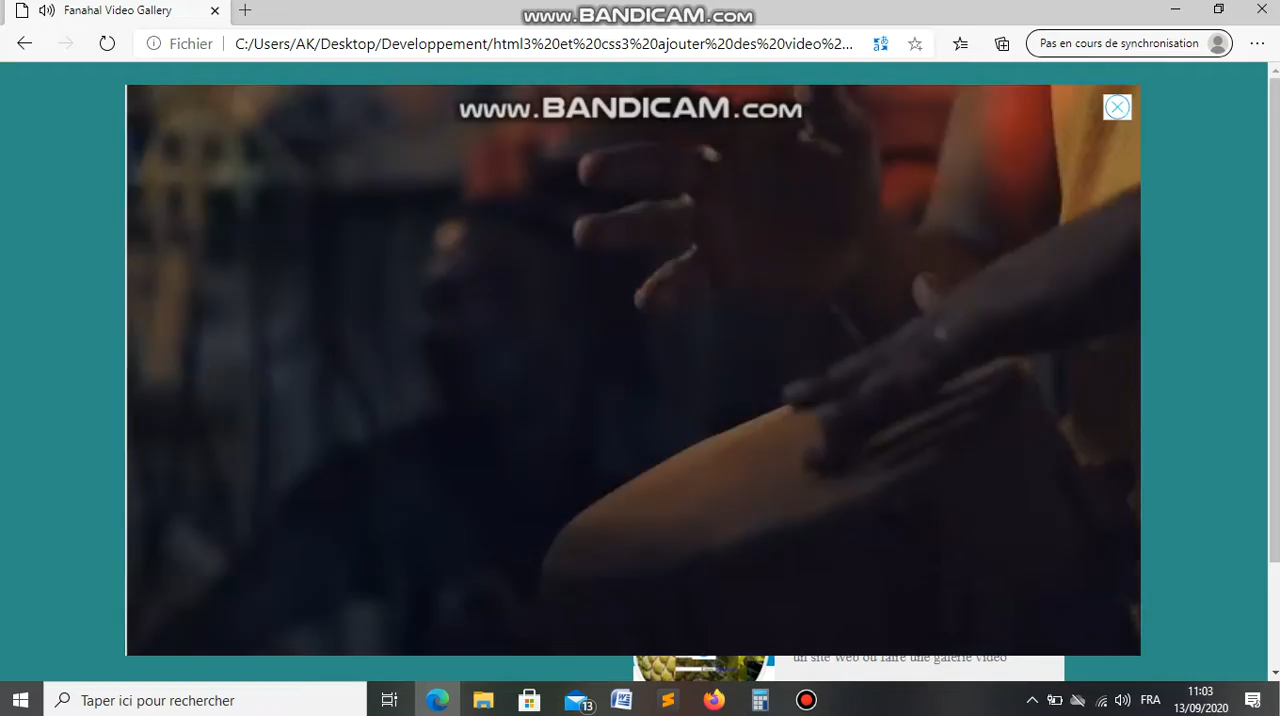 Fanahal Video Gallery
www.BANDICAM.com
Fichier
C:/Users/AK/Desktop/Developpement/html3%20et%20css3%20ajouter%20des%20video%2...
Pas en cours de synchronisation
www.BANDICAM.com
un site Web ou faire une galerie video
Taper ici pour rechercher
13
FRA
11:03
13/09/2020